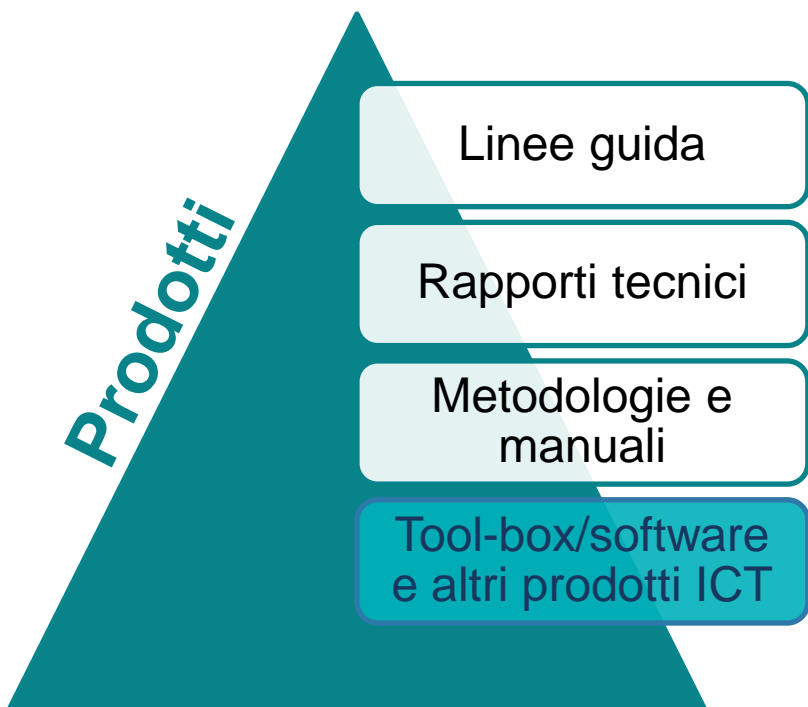 Prodotti
Linee guida
Rapporti tecnici
Metodologie e
manuali
Tool-box/software
e altri prodotti ICT